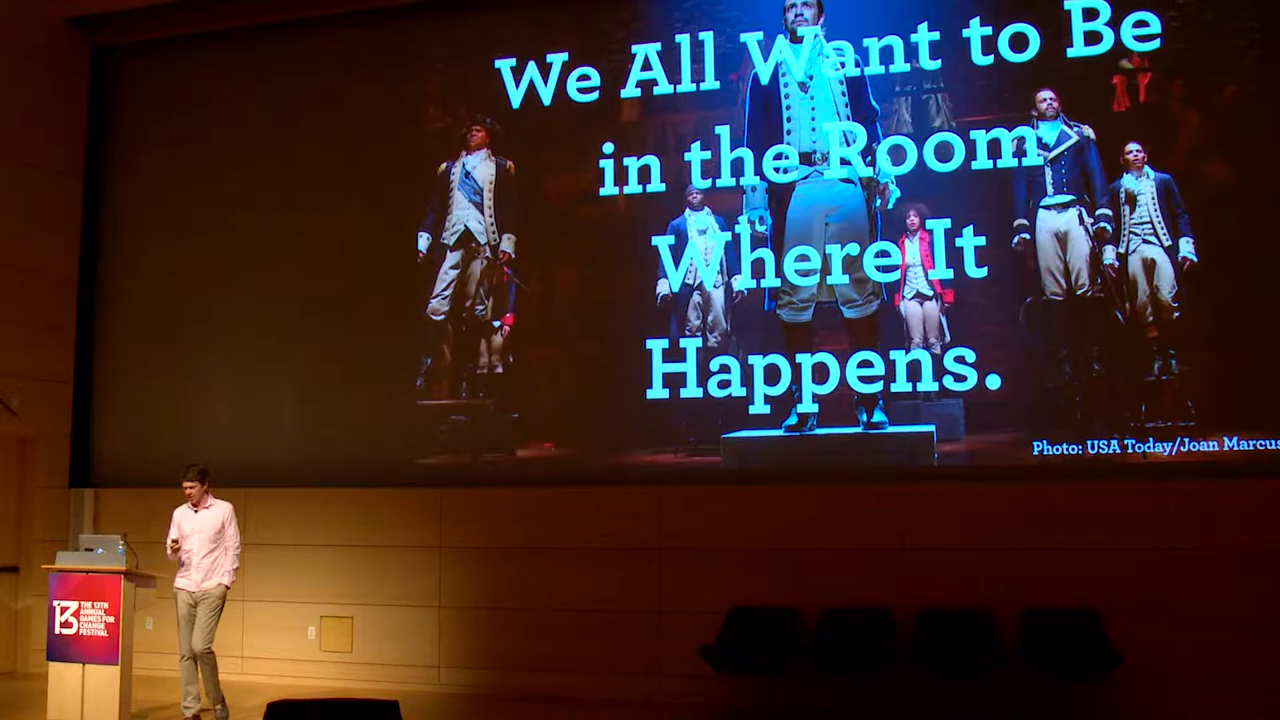 We All Want to Be
in the Room
Where It
Happens.
Photo: USA Today/Joan Marcus
13
THE 13TH
ANNUAL
GAMES FOR
CHANGE
FESTIVAL